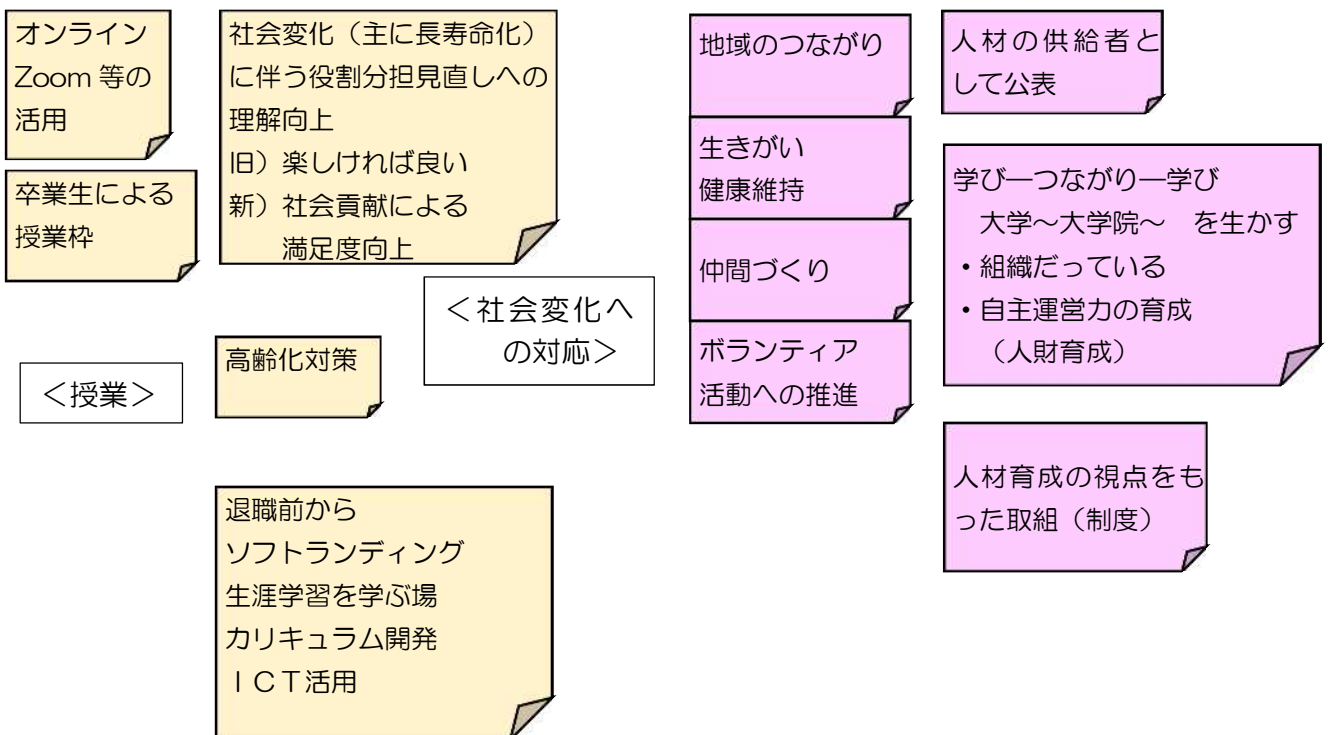 オンライン
Zoom 等の
活用
卒業生による
授業枠
＜授業＞
社会変化（主に長寿命化）
に伴う役割分担見直しへの
理解向上
旧）楽しければ良い
新）社会貢献による
満足度向上
＜社会変化へ
の対応＞
高齢化対策
退職前から
ソフトランディング
生涯学習を学ぶ場
カリキュラム開発
ＩＣＴ活用
地域のつながり
生きがい
健康維持
仲間づくり
ボランティア
活動への推進
人材の供給者と
して公表
学び―つながり―学び
大学～大学院～　を生かす
・組織だっている
・自主運営力の育成
（人財育成）
人材育成の視点をも
った取組（制度）